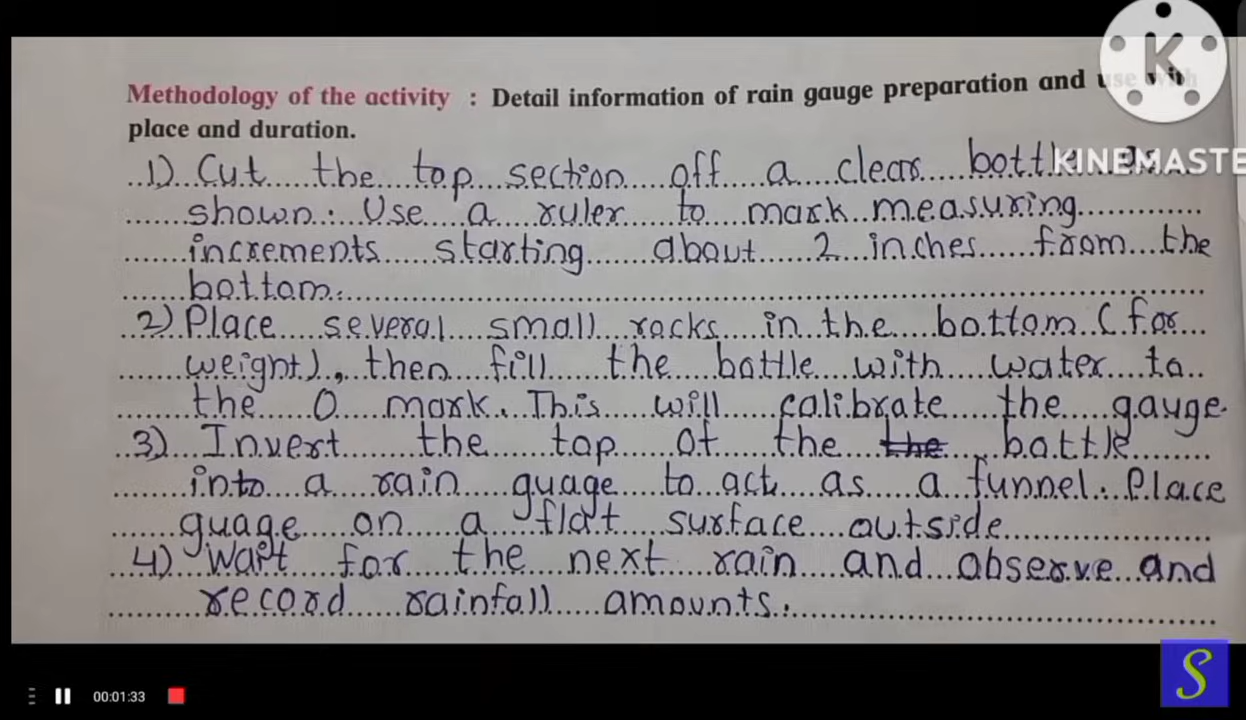 Methodology of the activity : Detail information of rain gauge preparation and use with
place and duration.
1) Cut the top section off a clear bottle as
shown. Use a ruler to mark measuring
increments starting about 2 inches from the
bottom.
2) Place several small rocks in the bottom (for
weight), then fill the bottle with water to
the 0 mark. This will calibrate the gauge.
3) Invert the top of the the bottle
into a rain guage to act as a funnel. Place
guage on a flat surface outside.
4) Wait for the next rain and observe and
record rainfall amounts.
K
KINEMASTE
00:01:33
S